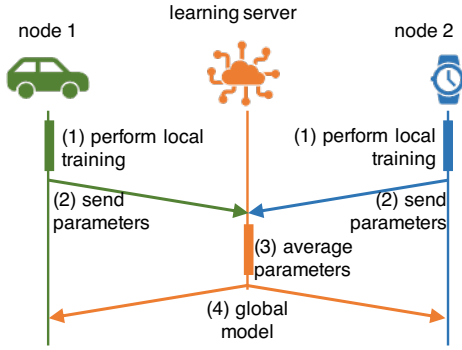 learning server
node 1
node 2
(1) perform local
training
(1) perform local
training
(2) send
parameters
(2) send
parameters
(3) average
parameters
(4) global
model